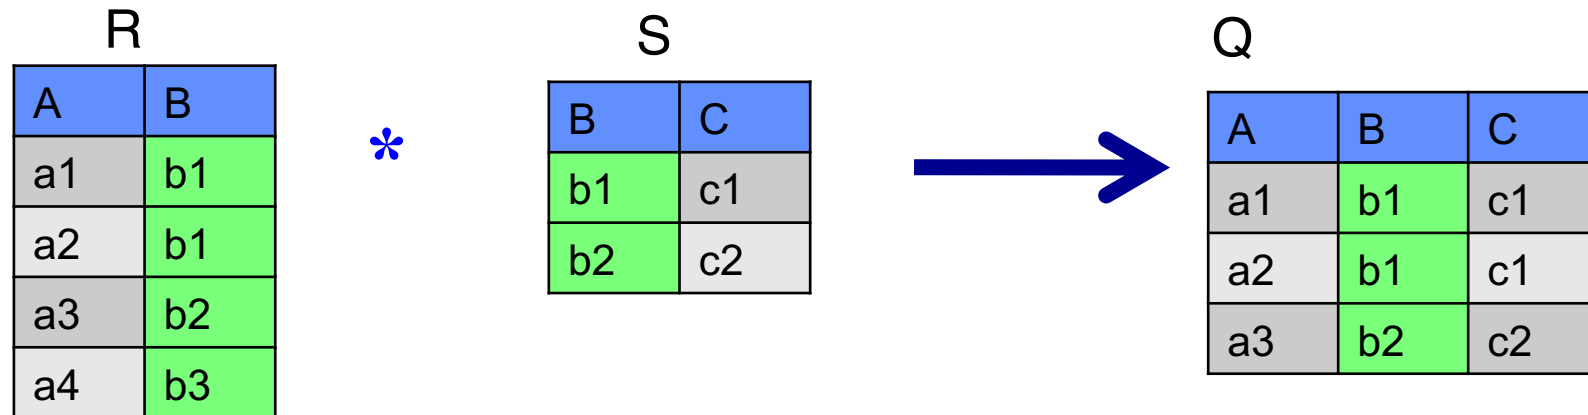 R
A B
a1 b1
a2 b1
a3 b2
a4 b3
*
S
B C
b1 c1
b2 c2
Q
A B C
a1 b1 c1
a2 b1 c1
a3 b2 c2